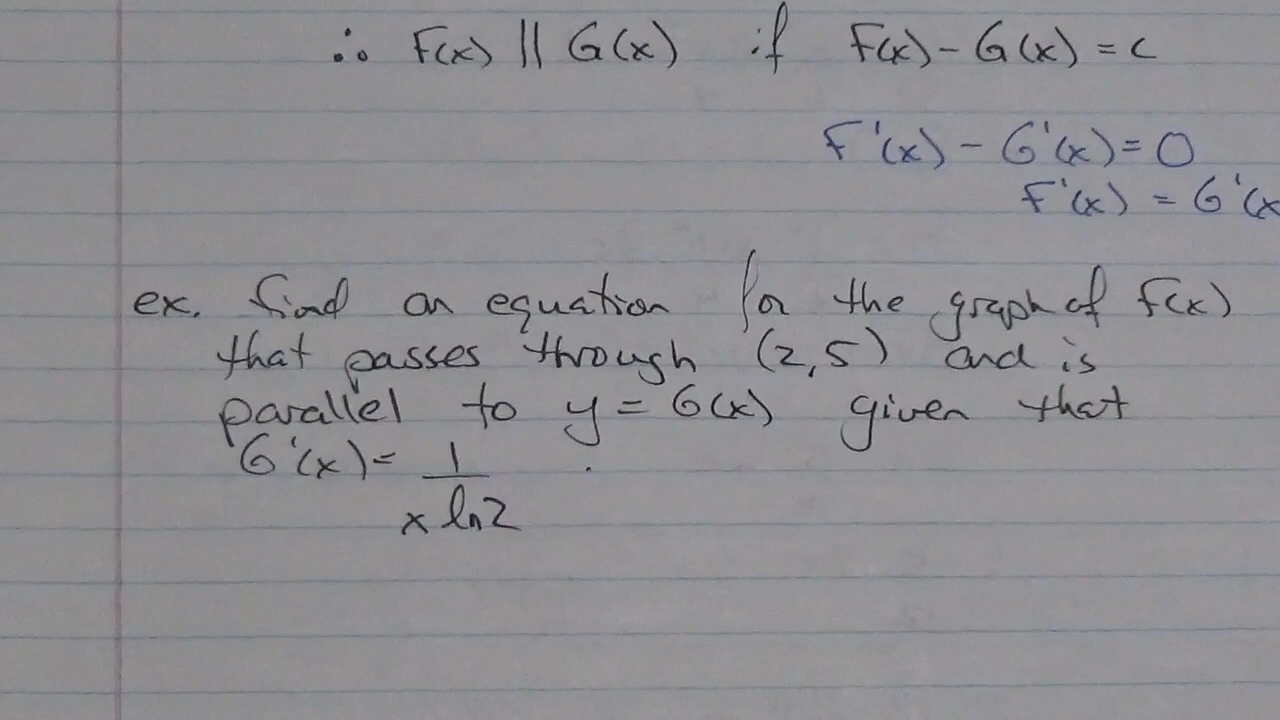 ∴ F(x) || G(x) if F(x) - G(x) = c
F'(x) - G'(x) = 0
F'(x) = G'(x
ex. find an equation for the graph of F(x)
that passes through (2,5) and is
parallel to y = G(x) given that
G'(x) = 1
x ln2